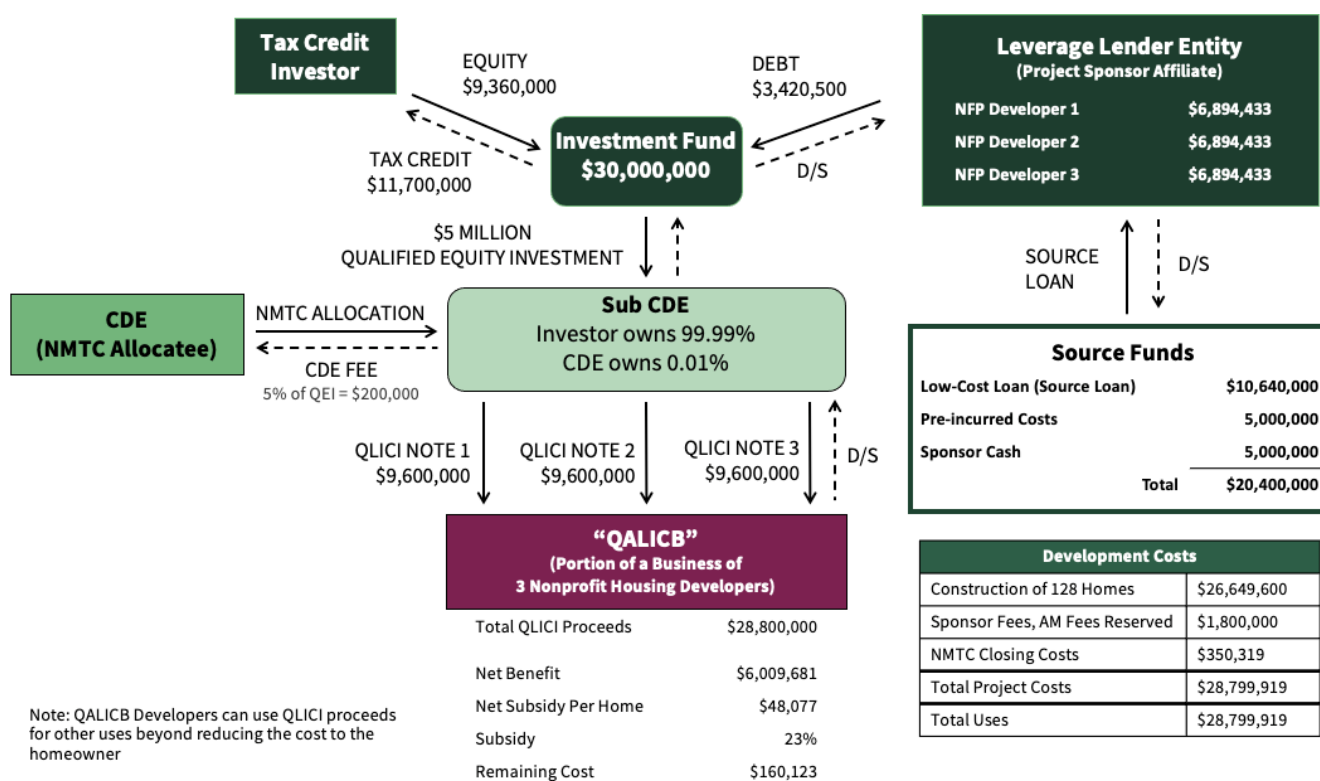 Tax Credit
Investor
EQUITY
$9,360,000
DEBT
$3,420,500
Leverage Lender Entity
(Project Sponsor Affiliate)
NFP Developer 1 $6,894,433
NFP Developer 2 $6,894,433
NFP Developer 3 $6,894,433
Investment Fund
$30,000,000
TAX CREDIT
$11,700,000
D/S
$5 MILLION
QUALIFIED EQUITY INVESTMENT
SOURCE
LOAN
D/S
CDE
(NMTC Allocatee)
NMTC ALLOCATION
CDE FEE
5% of QEI = $200,000
Sub CDE
Investor owns 99.99%
CDE owns 0.01%
Source Funds
Low-Cost Loan (Source Loan) $10,640,000
Pre-incurred Costs 5,000,000
Sponsor Cash 5,000,000
Total $20,400,000
QLICI NOTE 1
$9,600,000
QLICI NOTE 2
$9,600,000
QLICI NOTE 3
$9,600,000
D/S
“QALICB”
(Portion of a Business of
3 Nonprofit Housing Developers)
Total QLICI Proceeds $28,800,000
Net Benefit $6,009,681
Net Subsidy Per Home $48,077
Subsidy 23%
Remaining Cost $160,123
Development Costs
Construction of 128 Homes $26,649,600
Sponsor Fees, AM Fees Reserved $1,800,000
NMTC Closing Costs $350,319
Total Project Costs $28,799,919
Total Uses $28,799,919
Note: QALICB Developers can use QLICI proceeds
for other uses beyond reducing the cost to the
homeowner